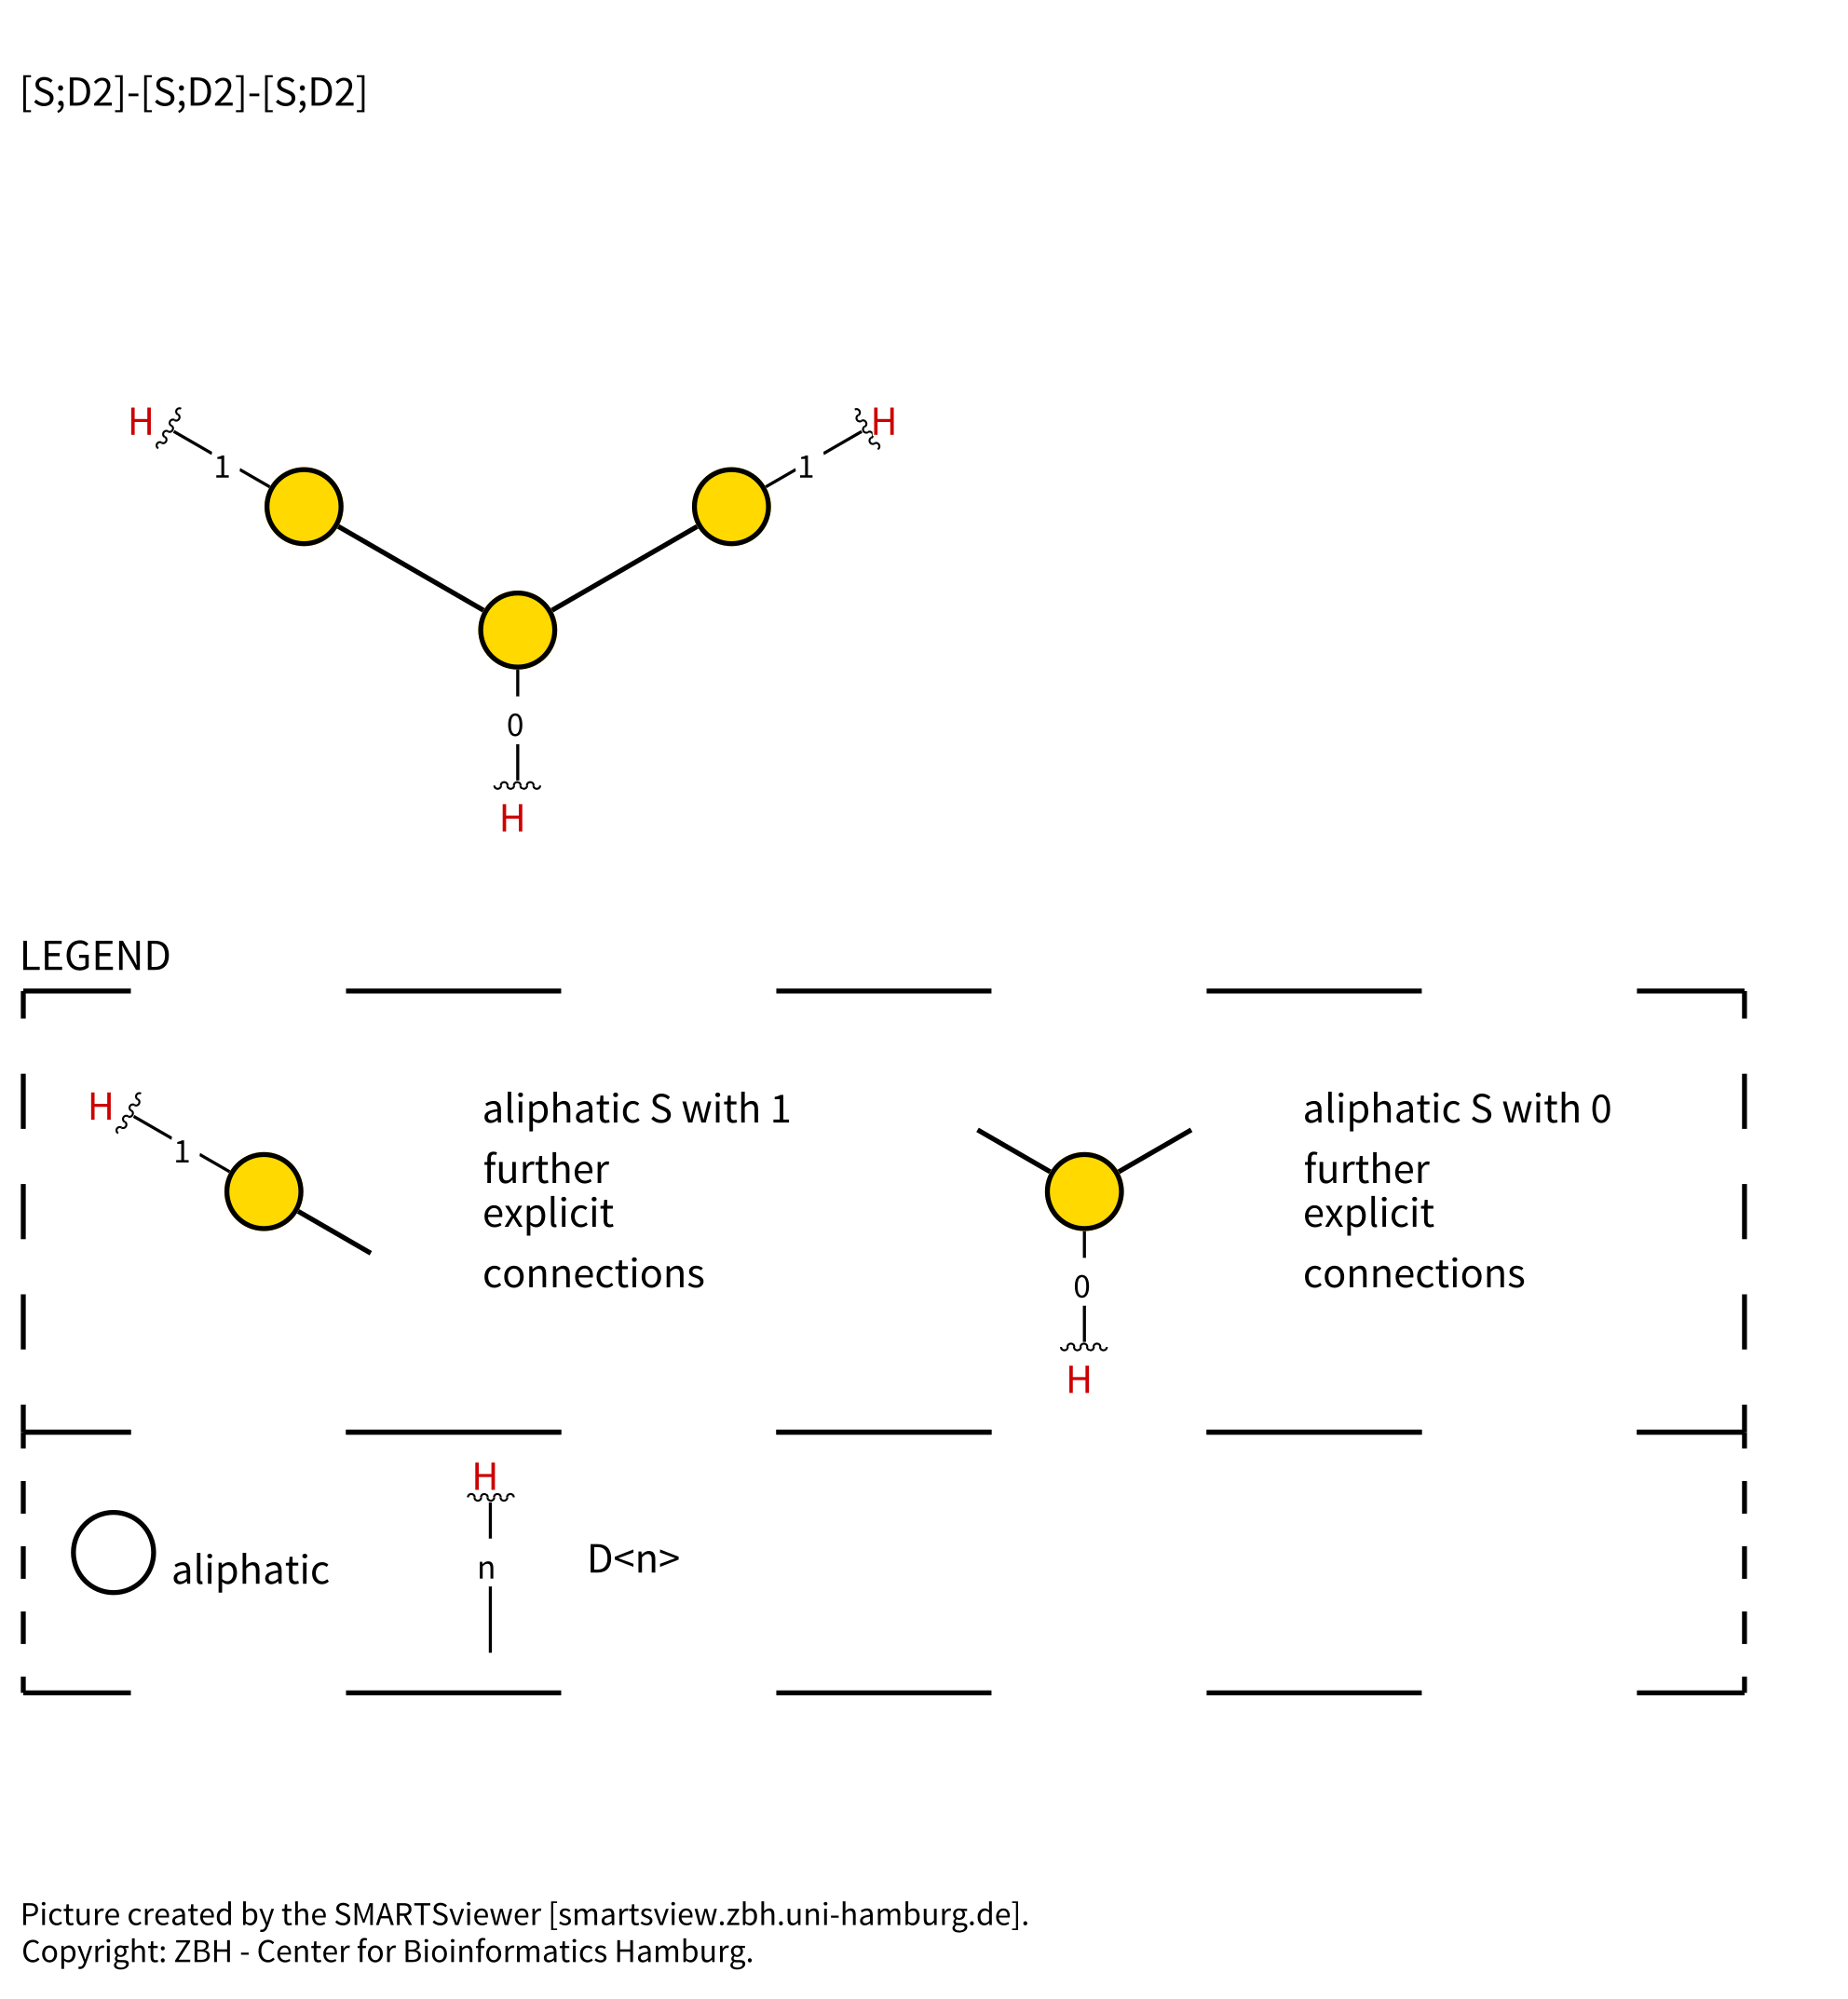 [S;D2]-[S;D2]-[S;D2]
H
H
1
1
0
H
LEGEND
H
1
aliphatic S with 1
further
explicit
connections
0
H
aliphatic S with 0
further
explicit
connections
aliphatic
H
n
D<n>
Picture created by the SMARTSviewer [smartsview.zbh.uni-hamburg.de].
Copyright: ZBH - Center for Bioinformatics Hamburg.